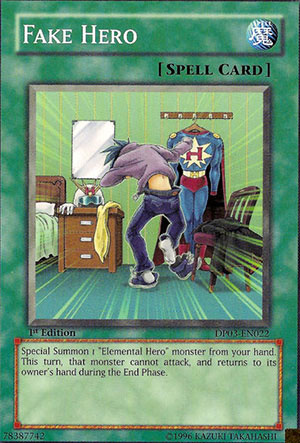 FAKE HERO
魔
[SPELL CARD]
H
1st Edition
DP03-EN022
Special Summon 1 "Elemental Hero" monster from your hand.
This turn, that monster cannot attack, and returns to its
owner's hand during the End Phase.
78387742
©1996 KAZUKI TAKAHASHI